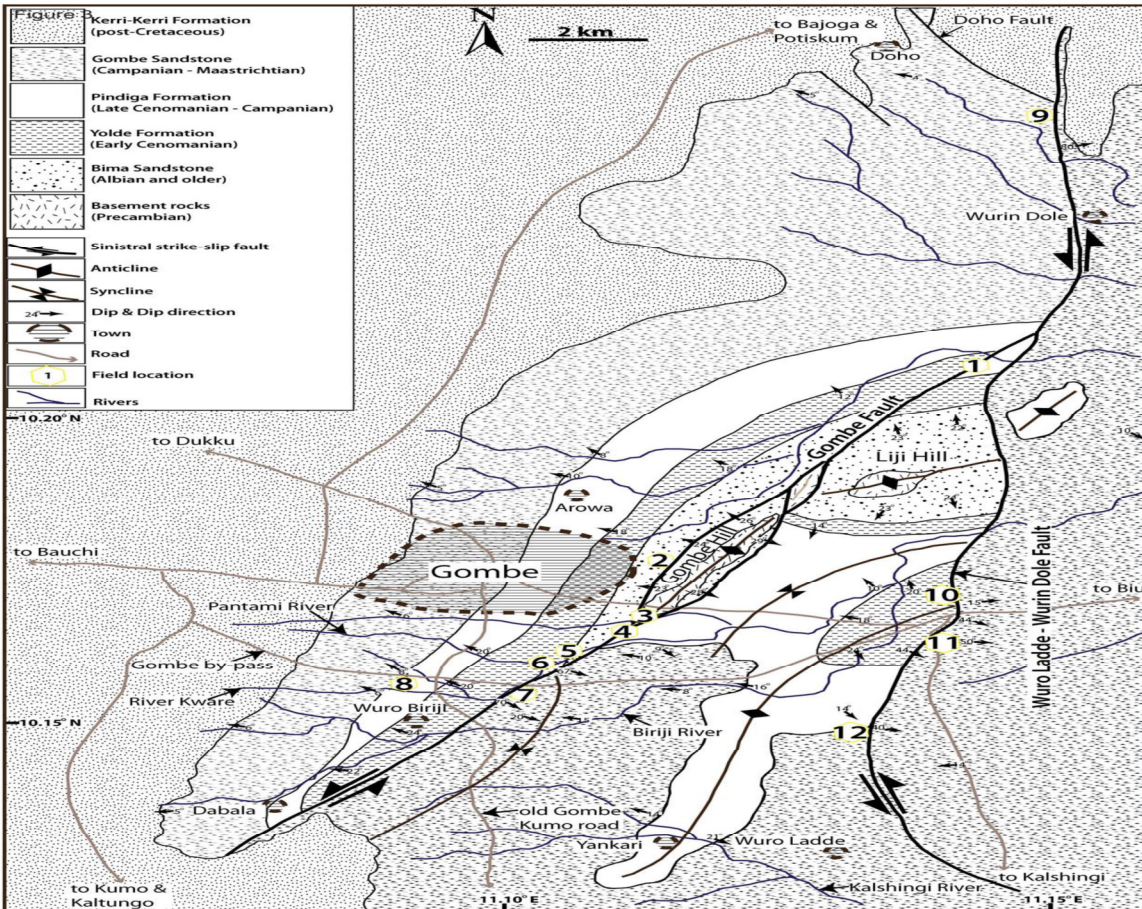 Figure 3
Kerri-Kerri Formation
(post-Cretaceous)
Gombe Sandstone
(Campanian - Maastrichtian)
Pindiga Formation
(Late Cenomanian - Campanian)
Yolde Formation
(Early Cenomanian)
Bima Sandstone
(Albian and older)
Basement rocks
(Precambian)
Sinistral strike-slip fault
Anticline
Syncline
24° Dip & Dip direction
Town
Road
1 Field location
Rivers
N
2 km
to Bajoga &
Potiskum
Doho Fault
Doho
9
Wurin Dole
1
10.20° N
to Dukku
Gombe Fault
Liji Hill
Arowa
to Bauchi
Gombe
2
Gombe Hill
Wuro Ladde - Wurin Dole Fault
10
to Biu
Pantami River
3
4
11
Gombe by-pass
5
6
8
River Kware
7
Wuro Biriji
10.15° N
Biriji River
12
Dabala
old Gombe
Kumo road
Yankari
Wuro Ladde
to Kumo &
Kaltungo
Kalshingi River
to Kalshingi
11.10° E
11.15° E